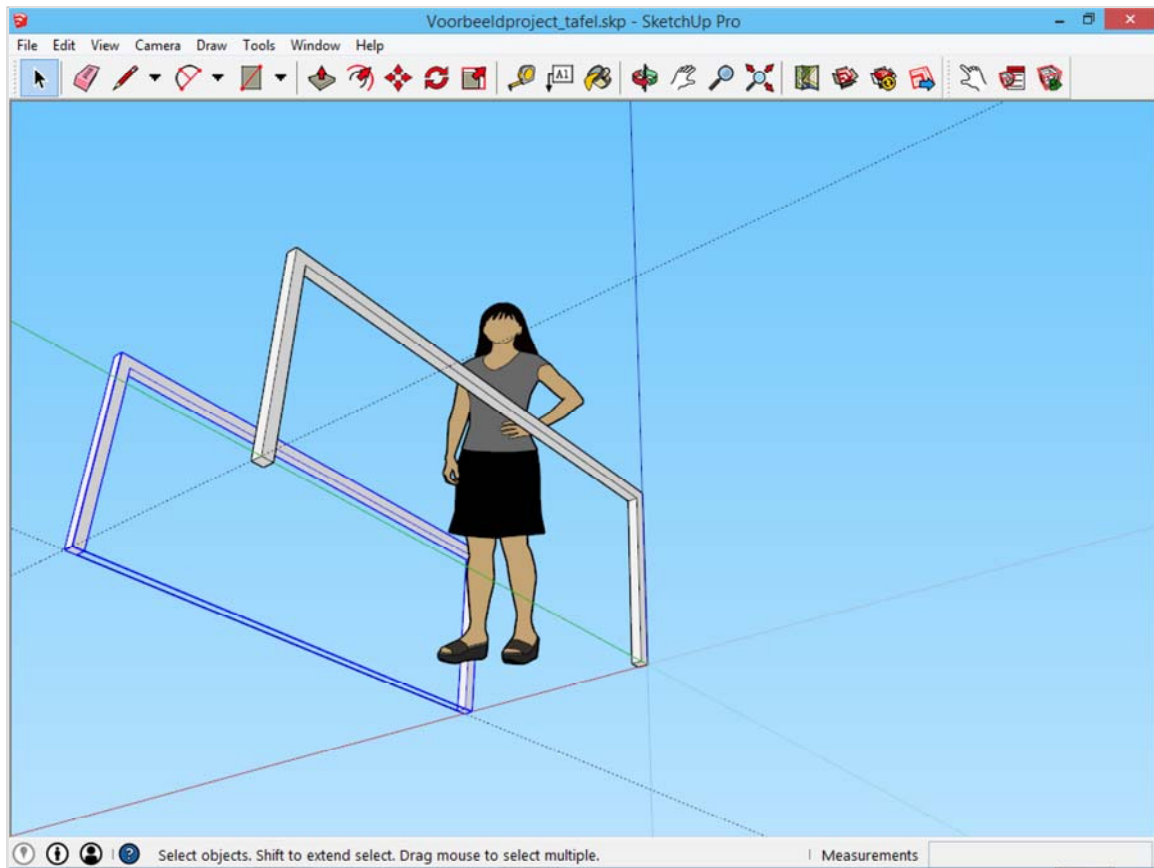 Voorbeeldproject_tafel.skp - SketchUp Pro
File Edit View Camera Draw Tools Window Help
A1
Select objects. Shift to extend select. Drag mouse to select multiple.
Measurements